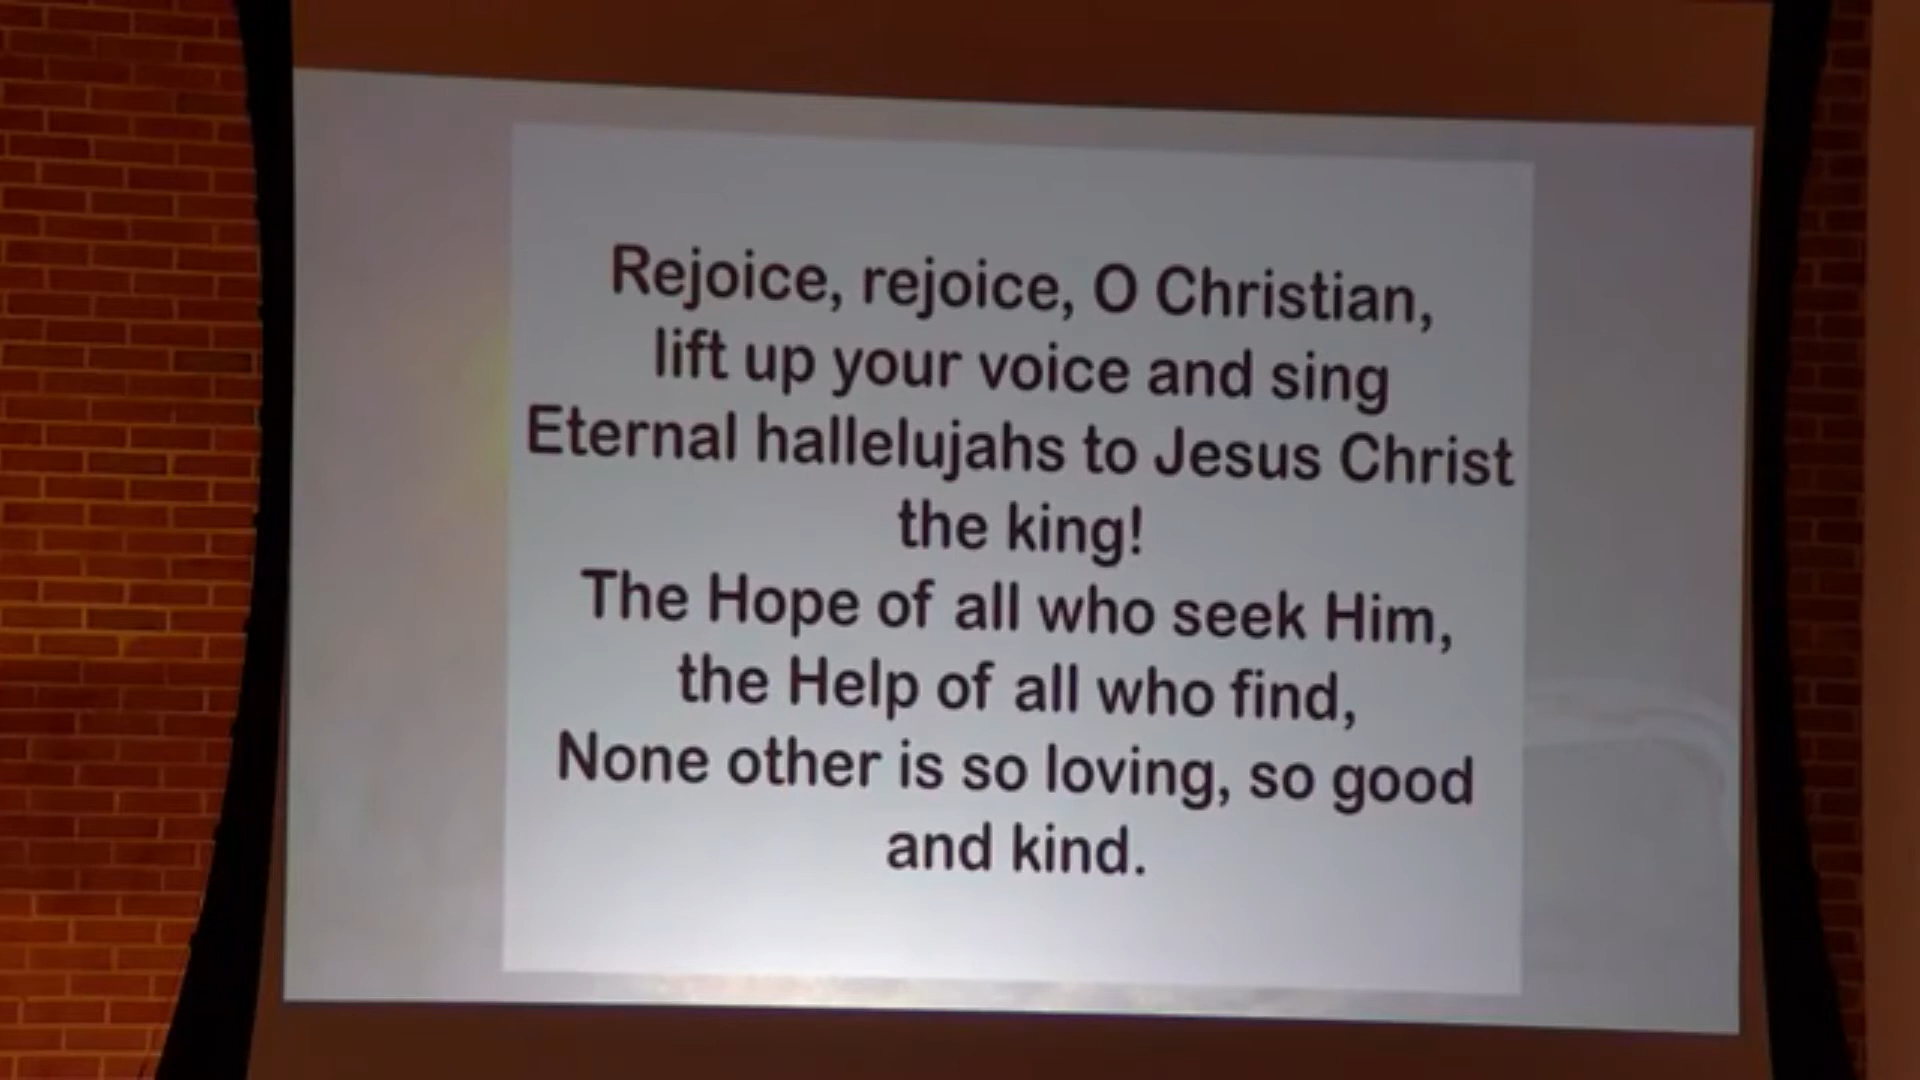 Rejoice, rejoice, O Christian,
lift up your voice and sing
Eternal hallelujahs to Jesus Christ
the king!
The Hope of all who seek Him,
the Help of all who find,
None other is so loving, so good
and kind.